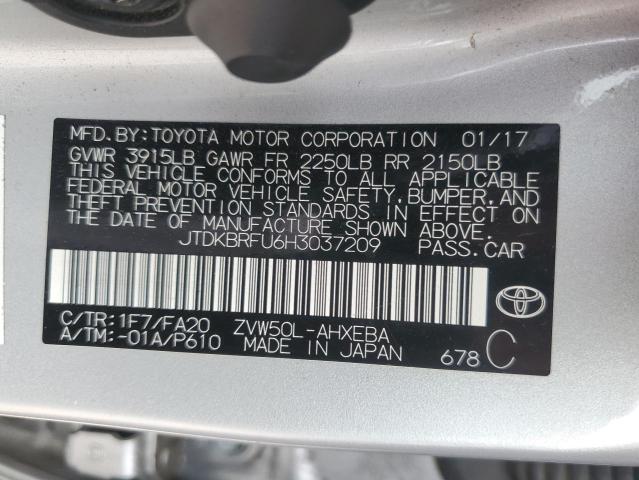 MFD.BY:TOYOTA MOTOR CORPORATION 01/17
GVWR 3915LB GAWR FR 2250LB RR 2150LB
THIS VEHICLE CONFORMS TO ALL APPLICABLE
FEDERAL MOTOR VEHICLE SAFETY,BUMPER,AND
THEFT PREVENTION STANDARDS IN EFFECT ON
THE DATE OF MANUFACTURE SHOWN ABOVE.
JTDKBRFU6H3037209 PASS.CAR
C/TR:1F7/FA20 ZVW50L-AHXEBA
A/TM:-01A/P610 MADE IN JAPAN
678 C
TOYOTA